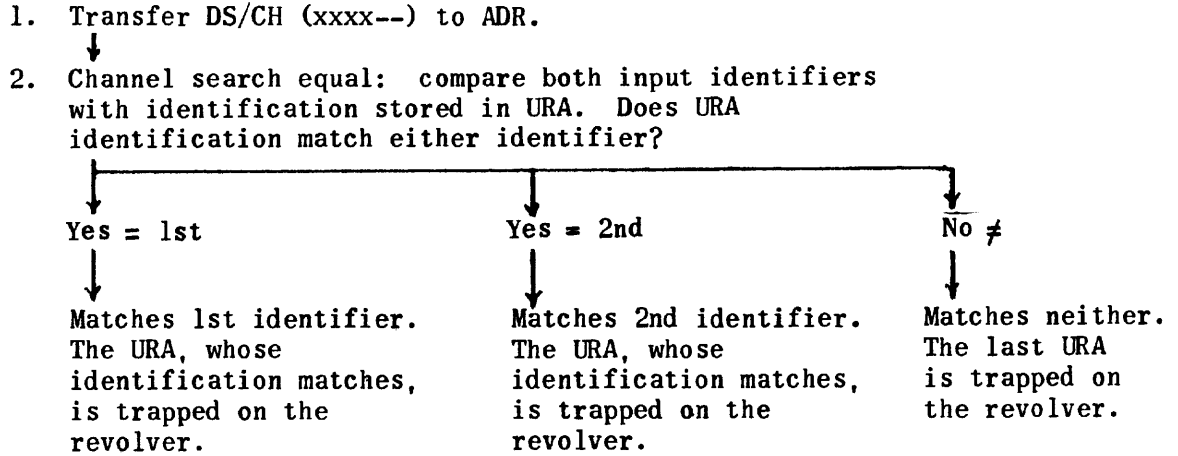 1. Transfer DS/CH (xxxx--) to ADR.
2. Channel search equal: compare both input identifiers
with identification stored in URA. Does URA
identification match either identifier?
Yes = 1st
Yes = 2nd
No ≠
Matches 1st identifier.
The URA, whose
identification matches,
is trapped on the
revolver.
Matches 2nd identifier.
The URA, whose
identification matches,
is trapped on the
revolver.
Matches neither.
The last URA
is trapped on
the revolver.